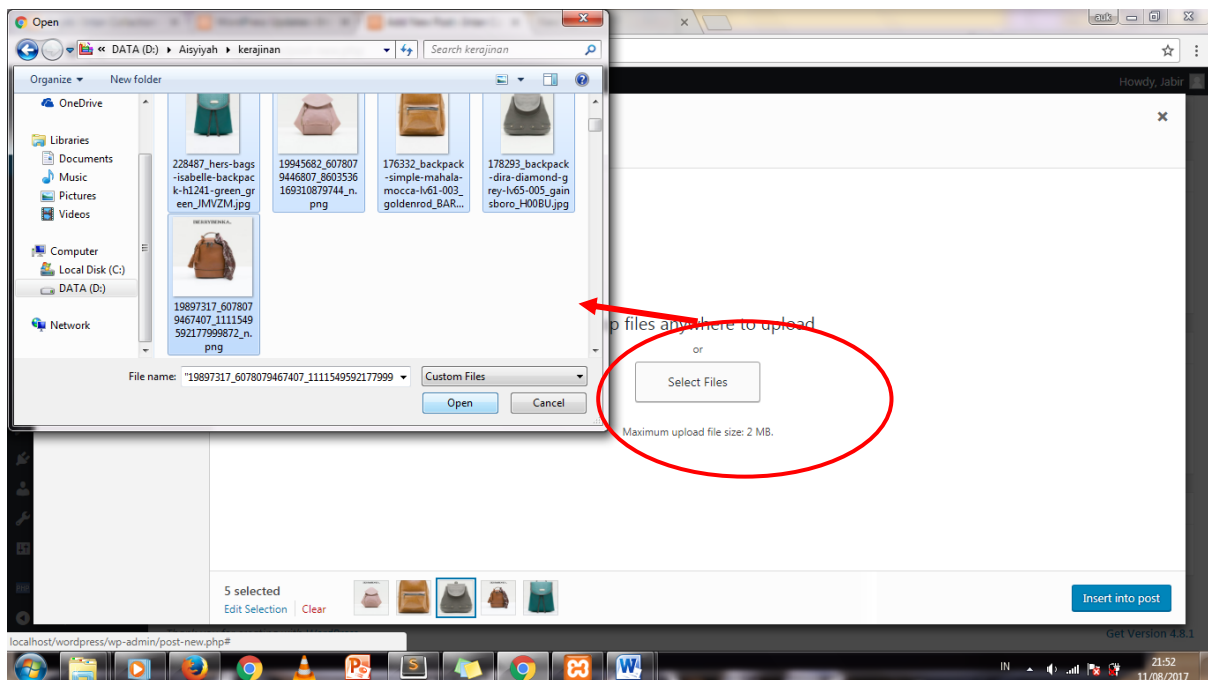 Open
auk
« DATA (D:) ▸ Aisyiyah ▸ kerajinan
Search kerajinan
Organize
New folder
Howdy, Jabir
OneDrive
Libraries
Documents
Music
Pictures
Videos
Computer
Local Disk (C:)
DATA (D:)
Network
228487_hers-bags
-isabelle-backpac
k-h1241-green_gr
een_JMVZM.jpg
19945682_607807
9446807_8603536
169310879744_n.
png
176332_backpack
-simple-mahala-
mocca-lv61-003_
goldenrod_BAR...
178293_backpack
-dira-diamond-g
rey-lv65-005_gain
sboro_H00BU.jpg
19897317_607807
9467407_1111549
592177999872_n.
png
File name:
"19897317_6078079467407_1111549592177999
Custom Files
Open
Cancel
p files anywhere to upload
or
Select Files
Maximum upload file size: 2 MB.
5 selected
Edit Selection
Clear
Insert into post
localhost/wordpress/wp-admin/post-new.php#
Get Version 4.8.1
IN
21:52
11/08/2017